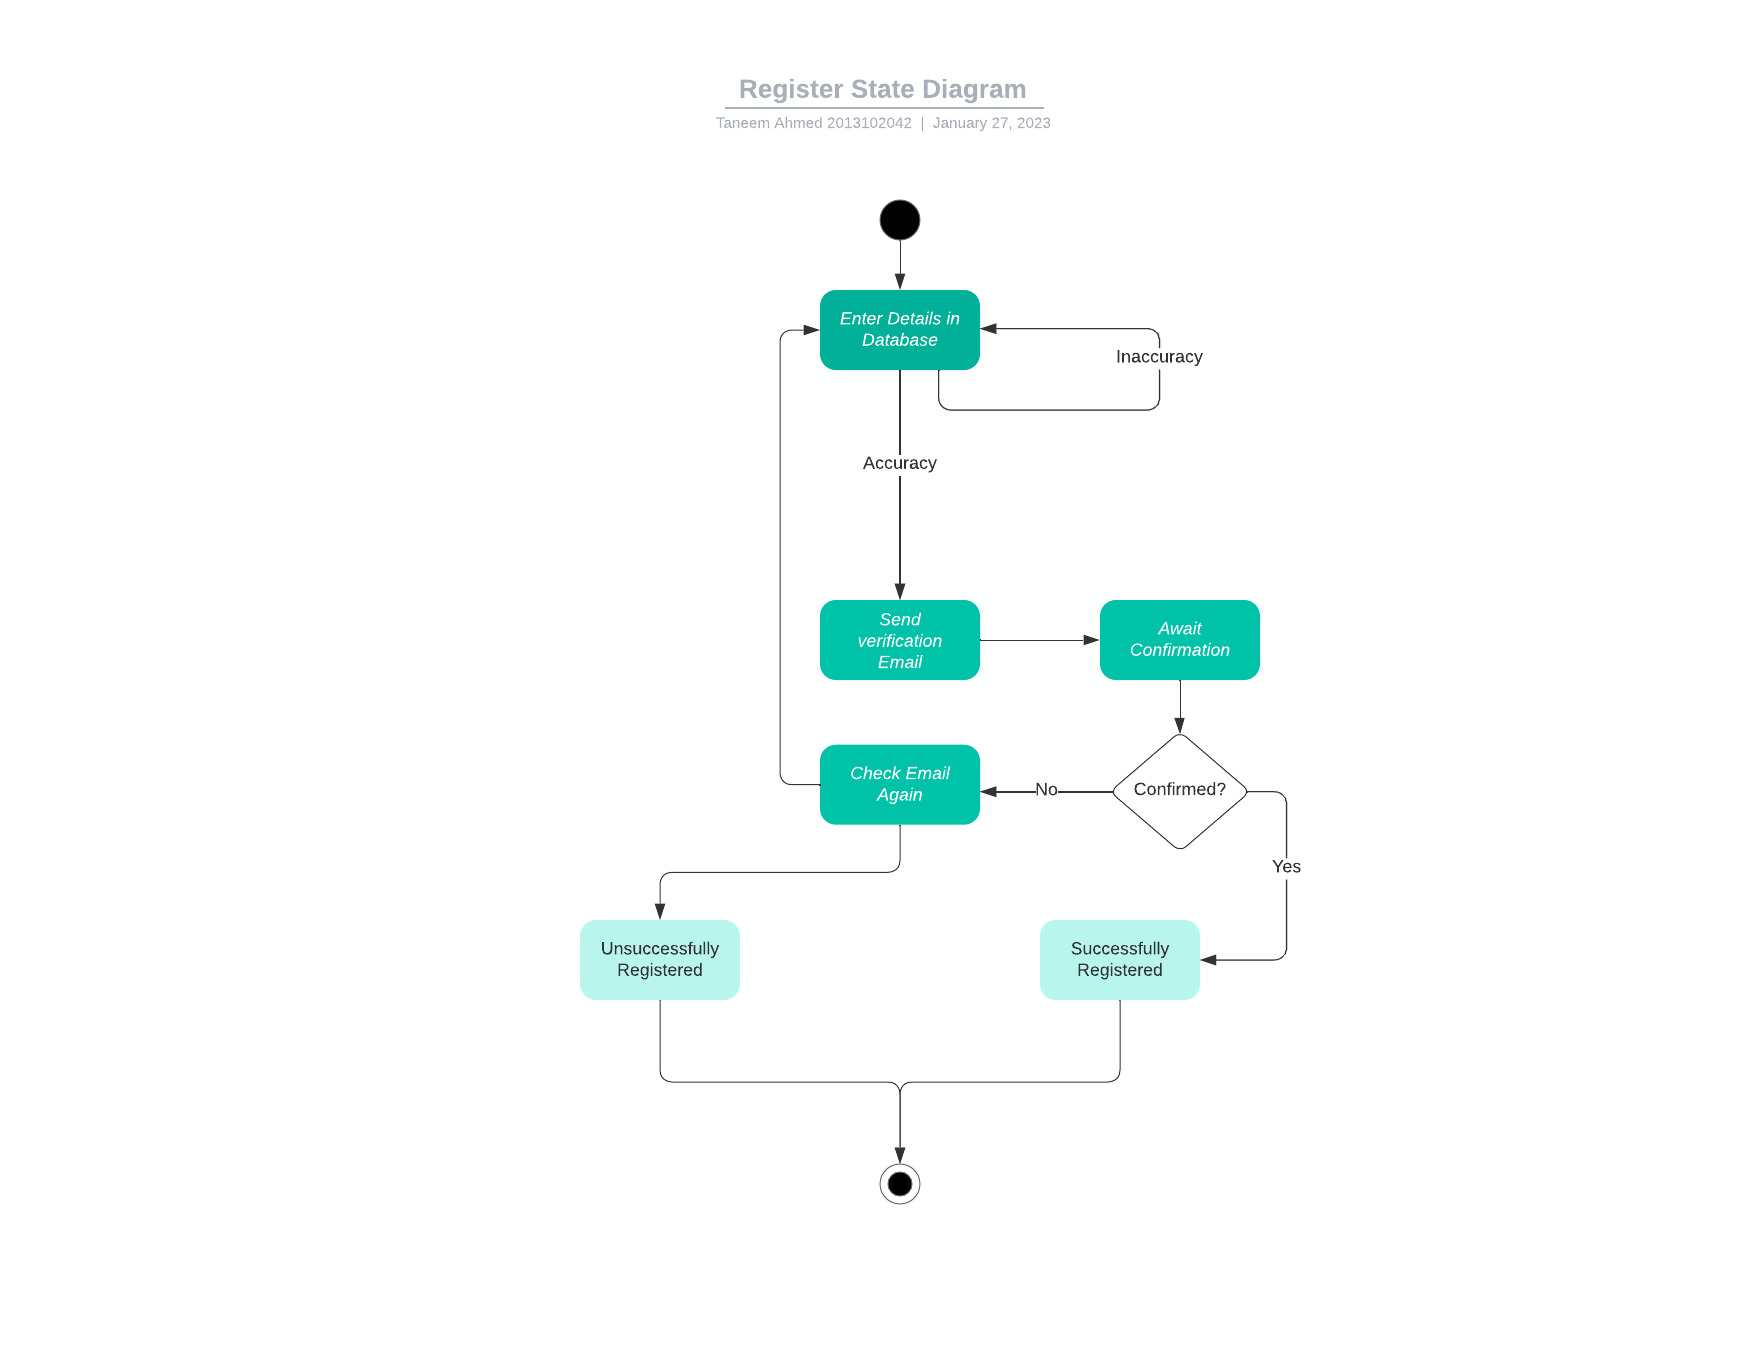 Register State Diagram
Taneem Ahmed 2013102042 | January 27, 2023
Enter Details in
Database
Inaccuracy
Accuracy
Send
verification
Email
Await
Confirmation
Check Email
Again
No
Confirmed?
Yes
Unsuccessfully
Registered
Successfully
Registered